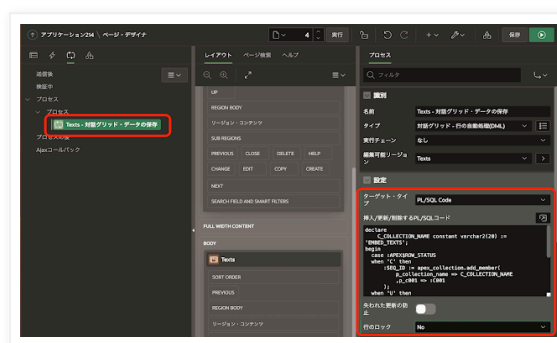 アプリケーション214 \ ページ・デザイナ
4
実行
保存
レイアウト
ページ検索
ヘルプ
プロセス
送信後
検証中
プロセス
プロセス
Texts - 対話グリッド・データの保存
プロセスの後
Ajaxコールバック
UP
REGION BODY
リージョン・コンテンツ
SUB REGIONS
PREVIOUS
CLOSE
DELETE
HELP
CHANGE
EDIT
COPY
CREATE
NEXT
SEARCH FIELD AND SMART FILTERS
FULL WIDTH CONTENT
BODY
Texts
SORT ORDER
PREVIOUS
REGION BODY
リージョン・コンテンツ
フィルタ
識別
名前
Texts - 対話グリッド・データの保存
タイプ
対話グリッド - 行の自動処理(DML)
実行チェーン
なし
編集可能リージョン
Texts
設定
ターゲット・タイプ
PL/SQL Code
挿入/更新/削除するPL/SQLコード
declare
C_COLLECTION_NAME constant varchar2(20) :=
'EMBED_TEXTS';
begin
case :APEX$ROW_STATUS
when 'C' then
:SEQ_ID := apex_collection.add_member(
p_collection_name => C_COLLECTION_NAME
,p_c001 => :C001
);
when 'U' then
失われた更新の防止
行のロック
No